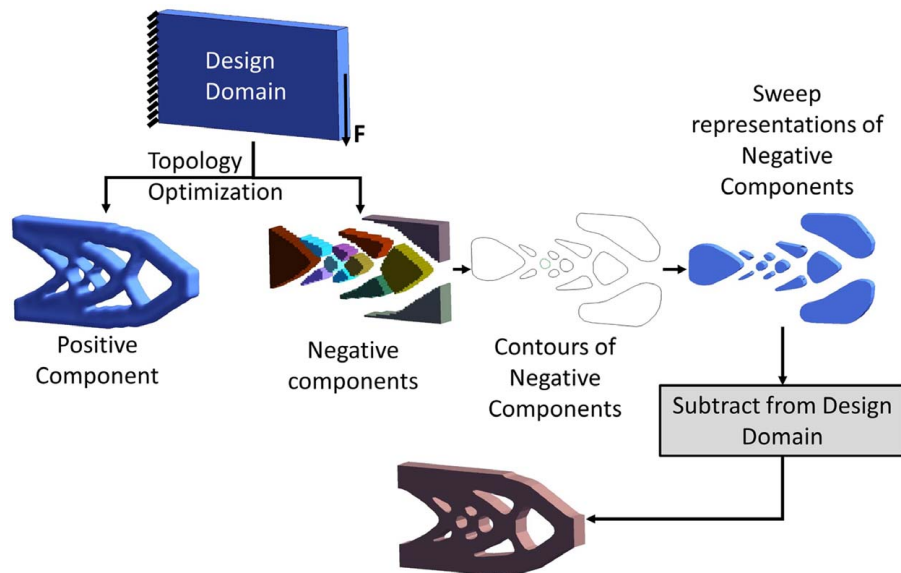 Design
Domain
F
Topology
Optimization
Sweep
representations of
Negative
Components
Positive
Component
Negative
components
Contours of
Negative
Components
Subtract from Design
Domain